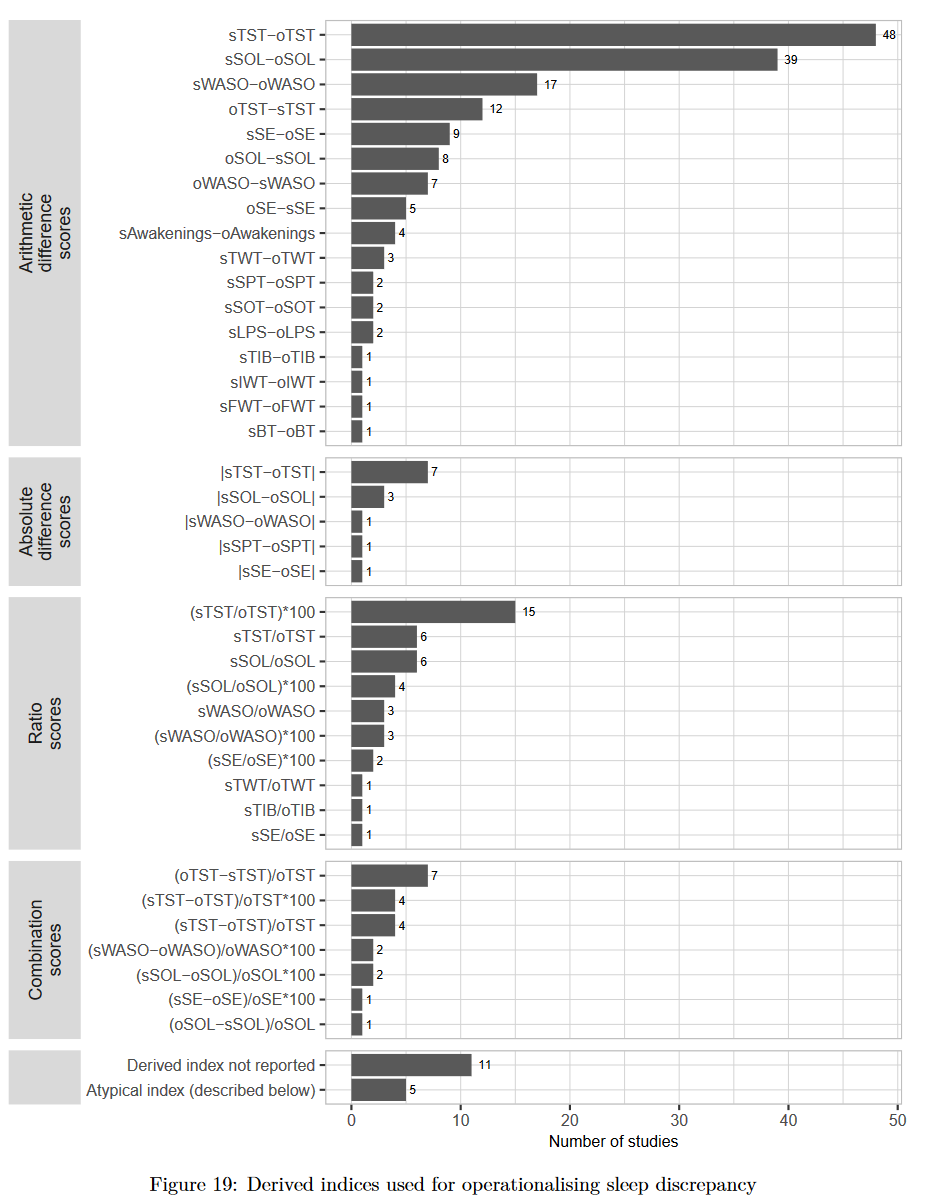 Arithmetic
difference
scores
sTST−oTST 48
sSOL−oSOL 39
sWASO−oWASO 17
oTST−sTST 12
sSE−oSE 9
oSOL−sSOL 8
oWASO−sWASO 7
oSE−sSE 5
sAwakenings−oAwakenings 4
sTWT−oTWT 3
sSPT−oSPT 2
sSOT−oSOT 2
sLPS−oLPS 2
sTIB−oTIB 1
sIWT−oIWT 1
sFWT−oFWT 1
sBT−oBT 1
Absolute
difference
scores
|sTST−oTST| 7
|sSOL−oSOL| 3
|sWASO−oWASO| 1
|sSPT−oSPT| 1
|sSE−oSE| 1
Ratio
scores
(sTST/oTST)*100 15
sTST/oTST 6
sSOL/oSOL 6
(sSOL/oSOL)*100 4
sWASO/oWASO 3
(sWASO/oWASO)*100 3
(sSE/oSE)*100 2
sTWT/oTWT 1
sTIB/oTIB 1
sSE/oSE 1
Combination
scores
(oTST−sTST)/oTST 7
(sTST−oTST)/oTST*100 4
(sTST−oTST)/oTST 4
(sWASO−oWASO)/oWASO*100 2
(sSOL−oSOL)/oSOL*100 2
(sSE−oSE)/oSE*100 1
(oSOL−sSOL)/oSOL 1
Derived index not reported 11
Atypical index (described below) 5
0 10 20 30 40 50
Number of studies
Figure 19: Derived indices used for operationalising sleep discrepancy